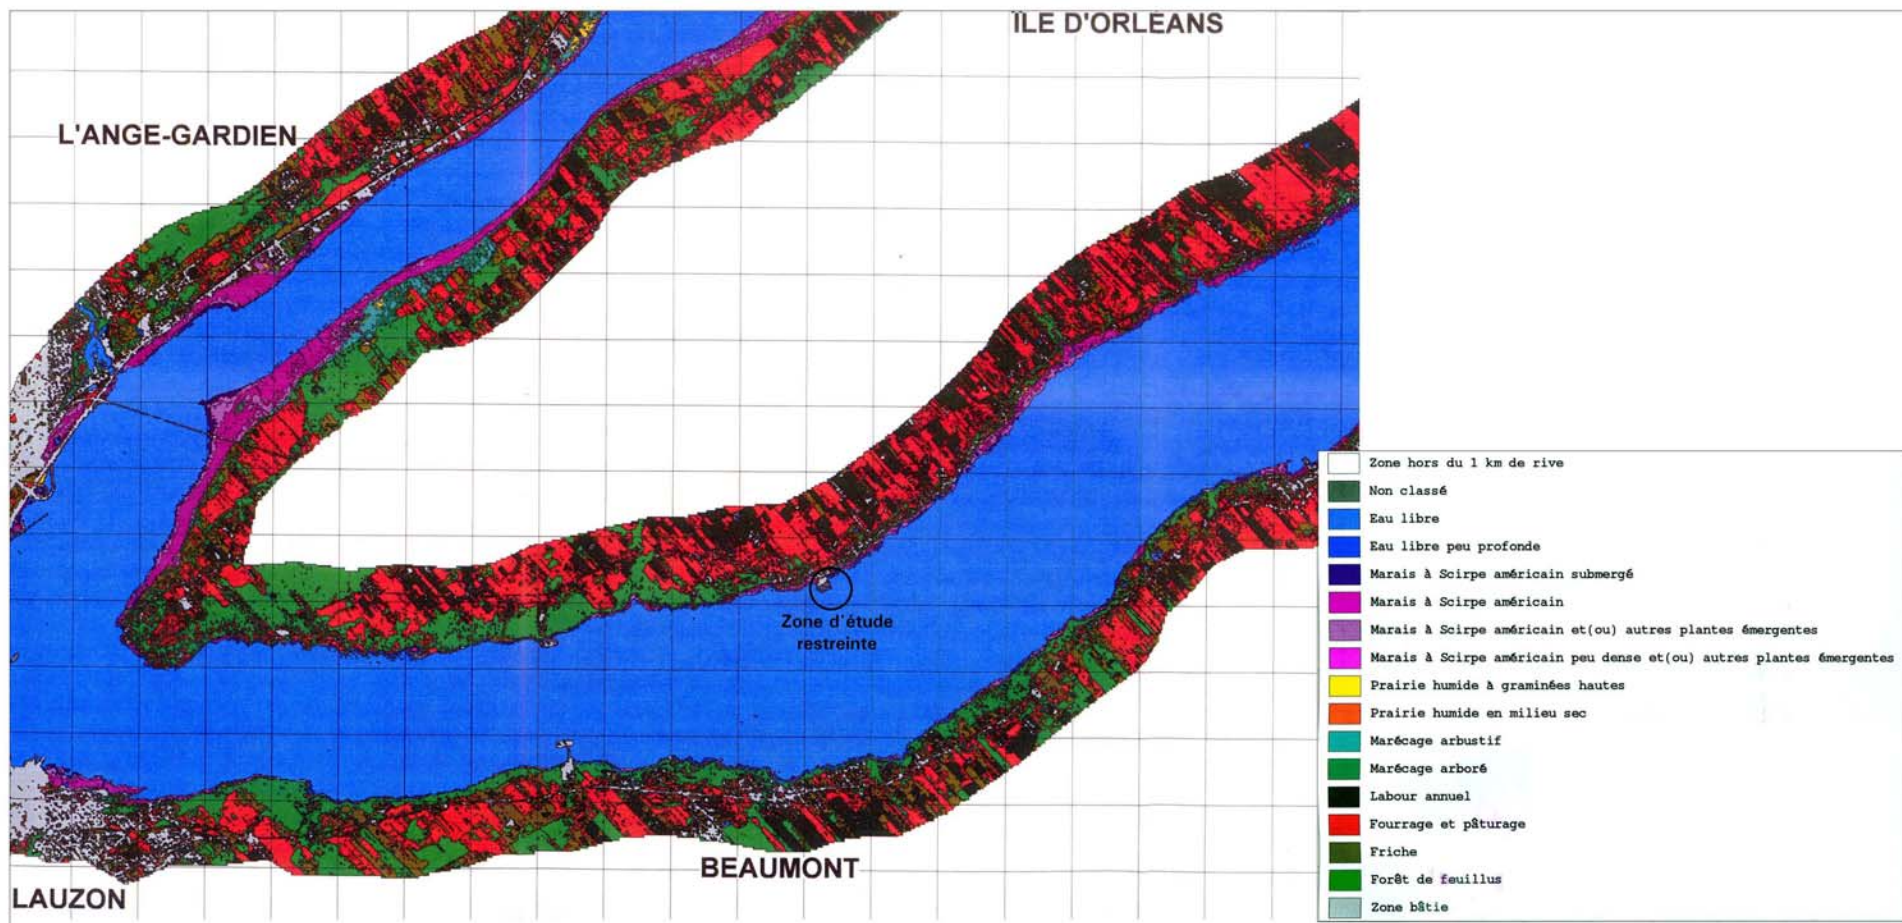 ÎLE D'ORLÉANS
L'ANGE-GARDIEN
Zone d'étude
restreinte
BEAUMONT
LAUZON
Zone hors du 1 km de rive
Non classé
Eau libre
Eau libre peu profonde
Marais à Scirpe américain submergé
Marais à Scirpe américain
Marais à Scirpe américain et(ou) autres plantes émergentes
Marais à Scirpe américain peu dense et(ou) autres plantes émergentes
Prairie humide à graminées hautes
Prairie humide en milieu sec
Marécage arbustif
Marécage arboré
Labour annuel
Fourrage et pâturage
Friche
Forêt de feuillus
Zone bâtie